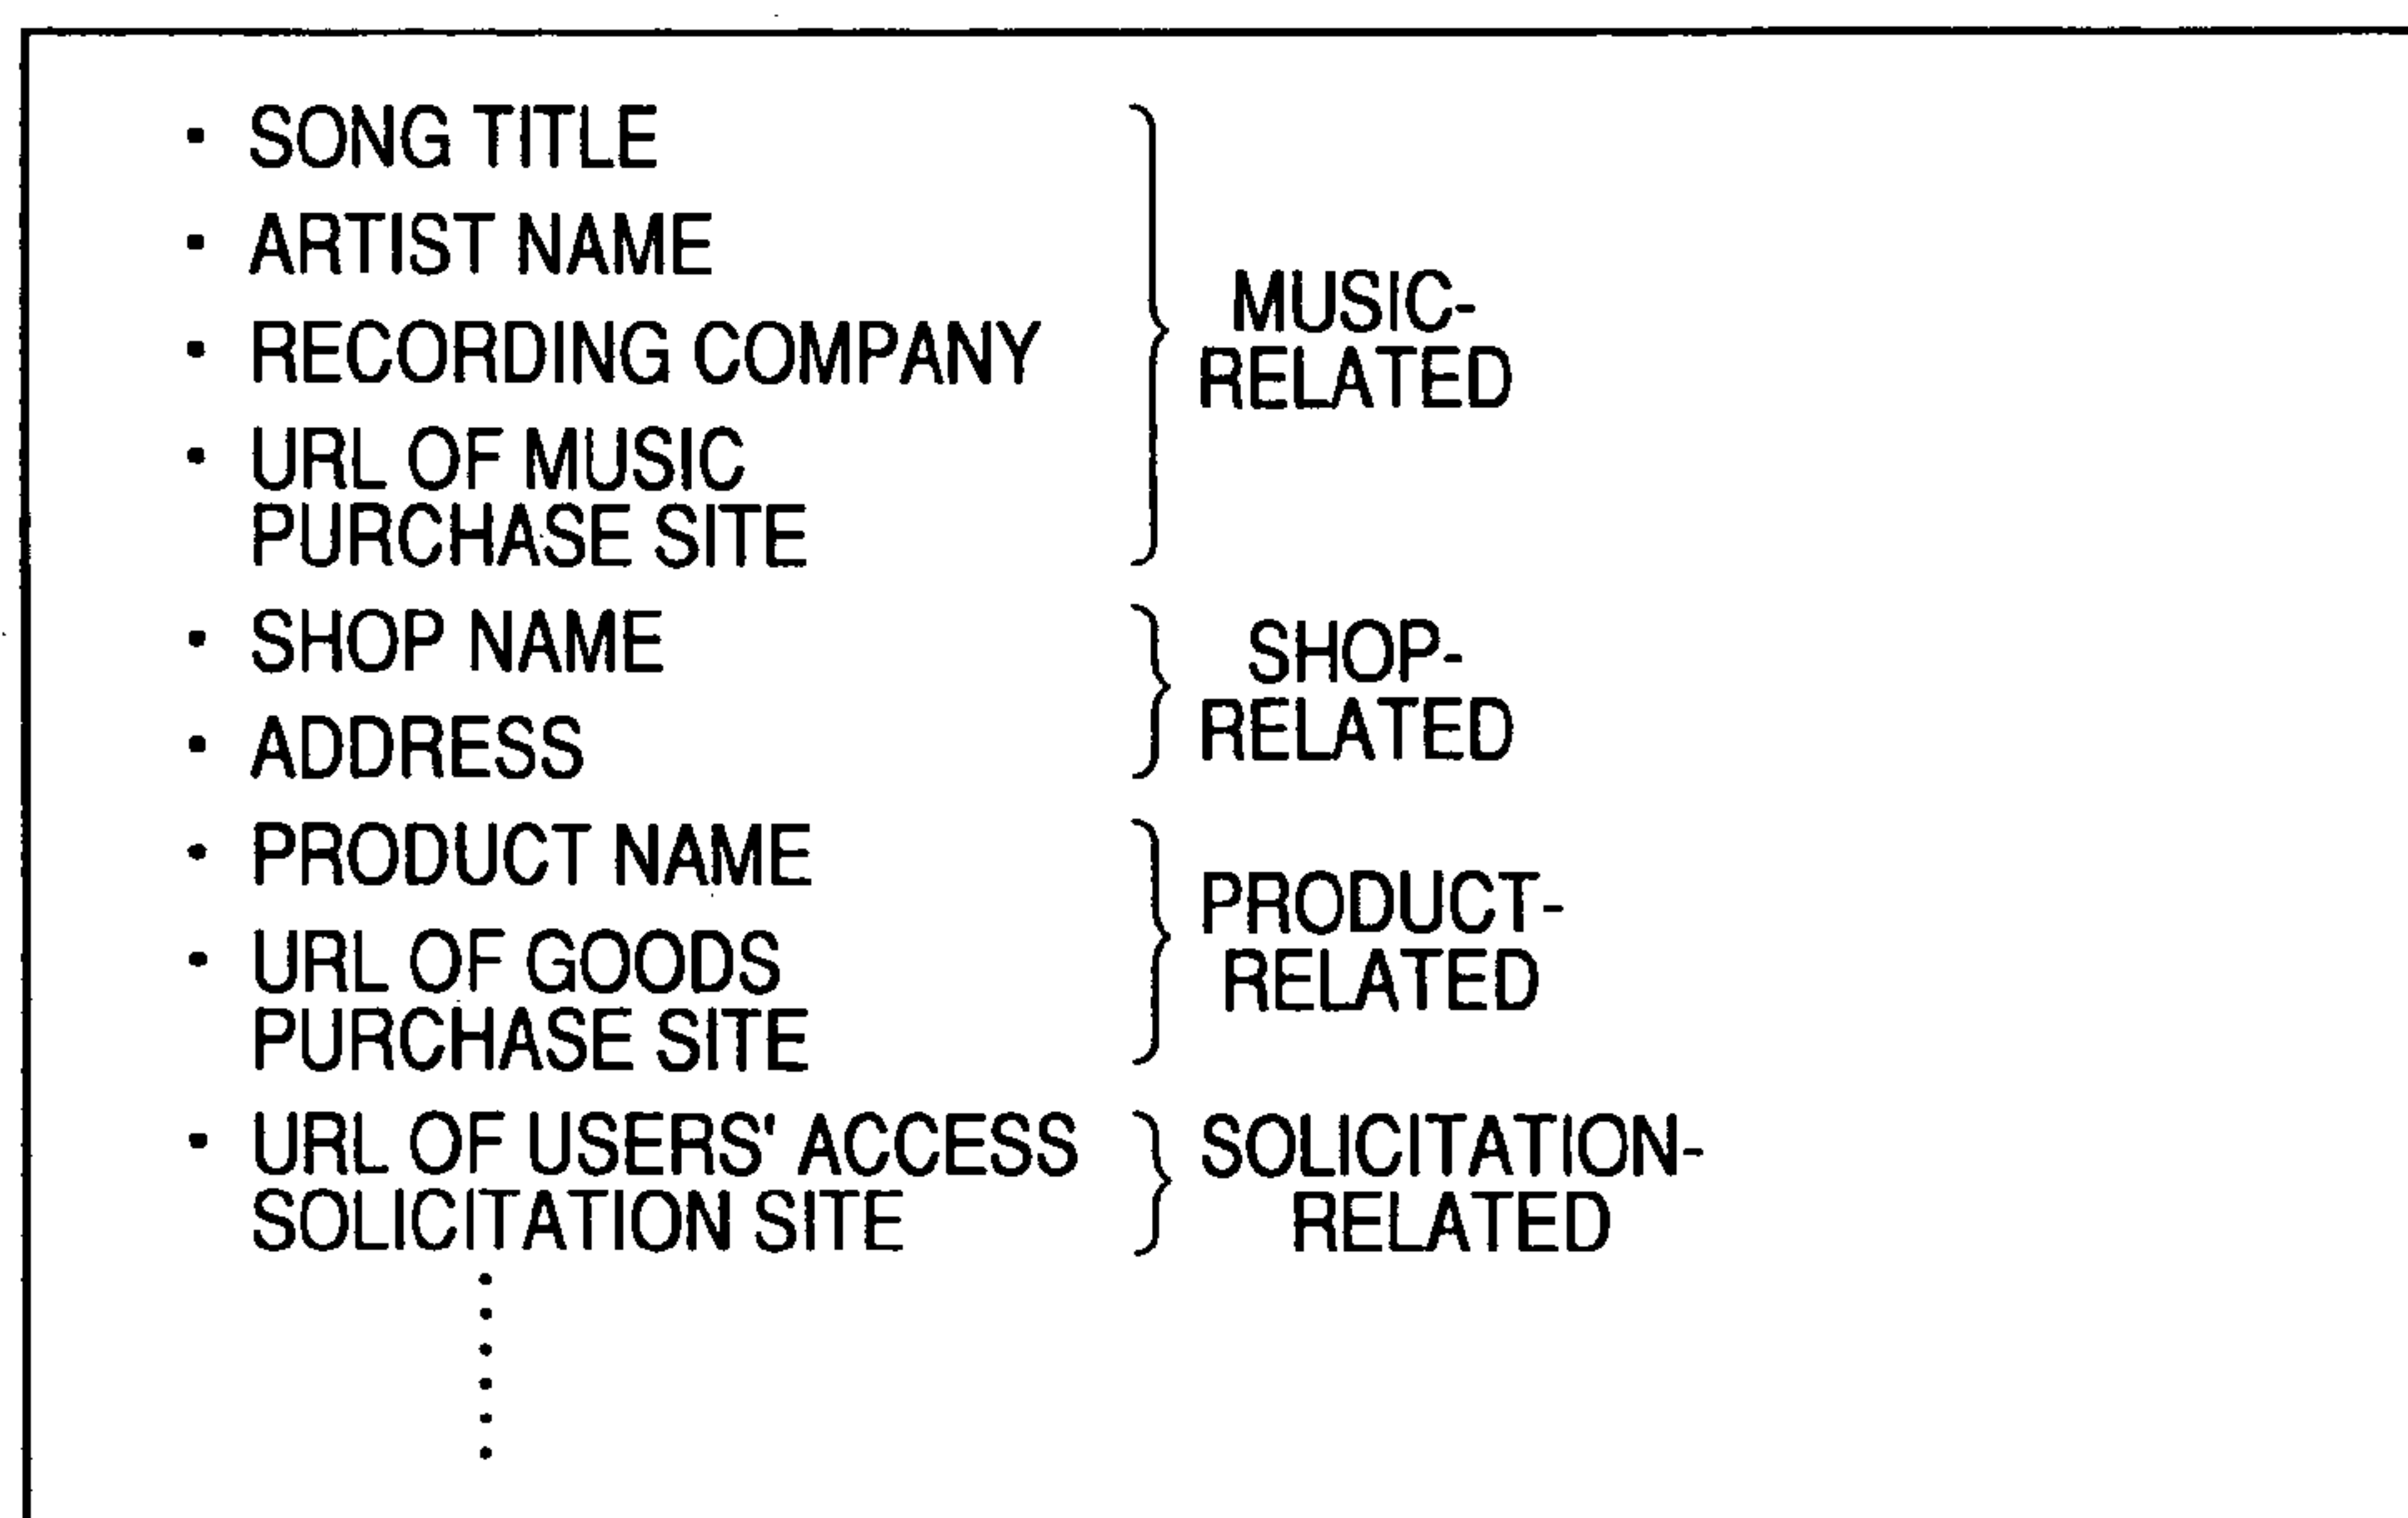 • SONG TITLE
• ARTIST NAME
• RECORDING COMPANY
• URL OF MUSIC
PURCHASE SITE
MUSIC-
RELATED
• SHOP NAME
• ADDRESS
SHOP-
RELATED
• PRODUCT NAME
• URL OF GOODS
PURCHASE SITE
PRODUCT-
RELATED
• URL OF USERS' ACCESS
SOLICITATION SITE
SOLICITATION-
RELATED